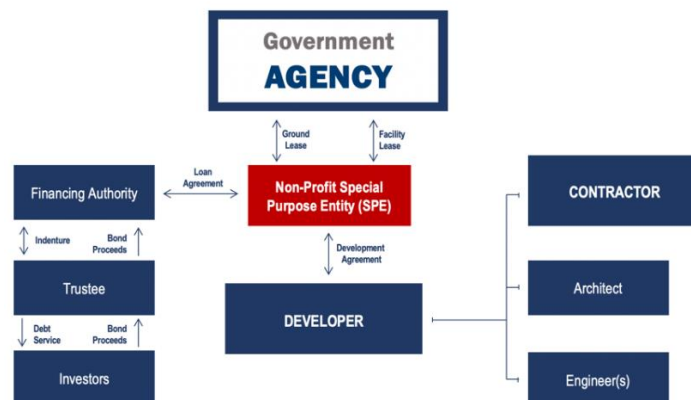 Government
AGENCY
Ground
Lease
Facility
Lease
Financing Authority
Loan
Agreement
Non-Profit Special
Purpose Entity (SPE)
CONTRACTOR
Indenture
Bond
Proceeds
Development
Agreement
Trustee
DEVELOPER
Architect
Debt
Service
Bond
Proceeds
Investors
Engineer(s)